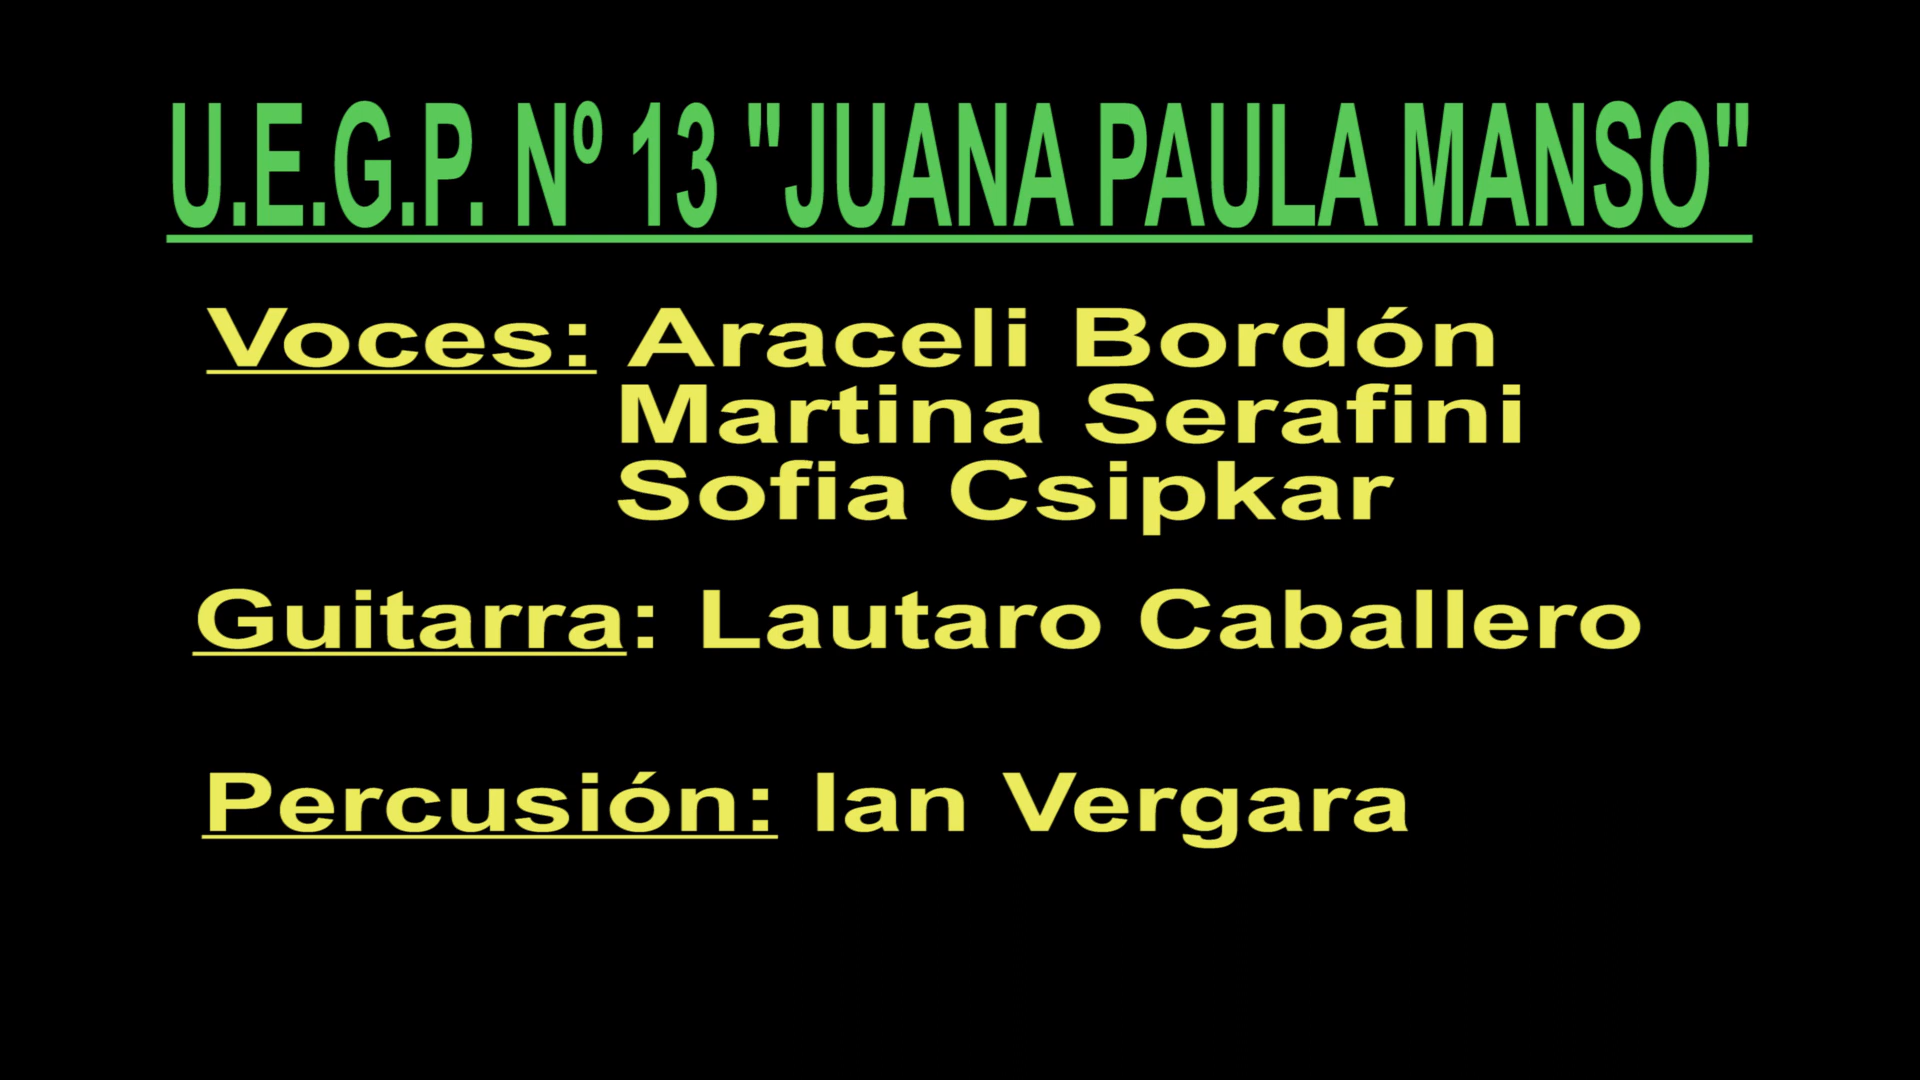 U.E.G.P. Nº 13 "JUANA PAULA MANSO"
Voces: Araceli Bordón
Martina Serafini
Sofia Csipkar
Guitarra: Lautaro Caballero
Percusión: Ian Vergara